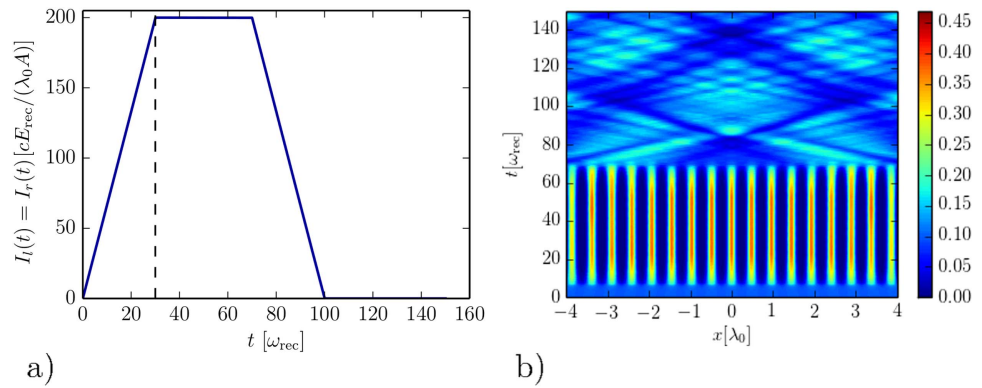 200
150
100
50
0
I_l(t) = I_r(t) [cE_rec/(λ_0 A)]
0 20 40 60 80 100 120 140 160
t [ω_rec]
a)
140
120
100
80
60
40
20
0
t [ω_rec]
−4 −3 −2 −1 0 1 2 3 4
x[λ_0]
0.45
0.40
0.35
0.30
0.25
0.20
0.15
0.10
0.05
0.00
b)